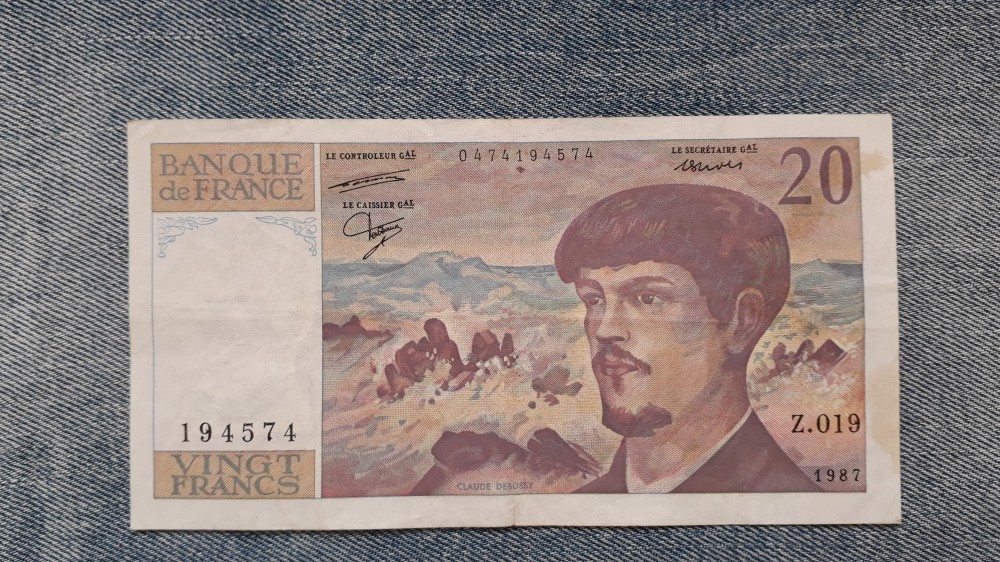 BANQUE
de FRANCE
LE CONTROLEUR GAL
0474194574
LE SECRÉTAIRE GAL
20
LE CAISSIER GAL
194574
Z.019
VINGT
FRANCS
CLAUDE DEBUSSY
1987